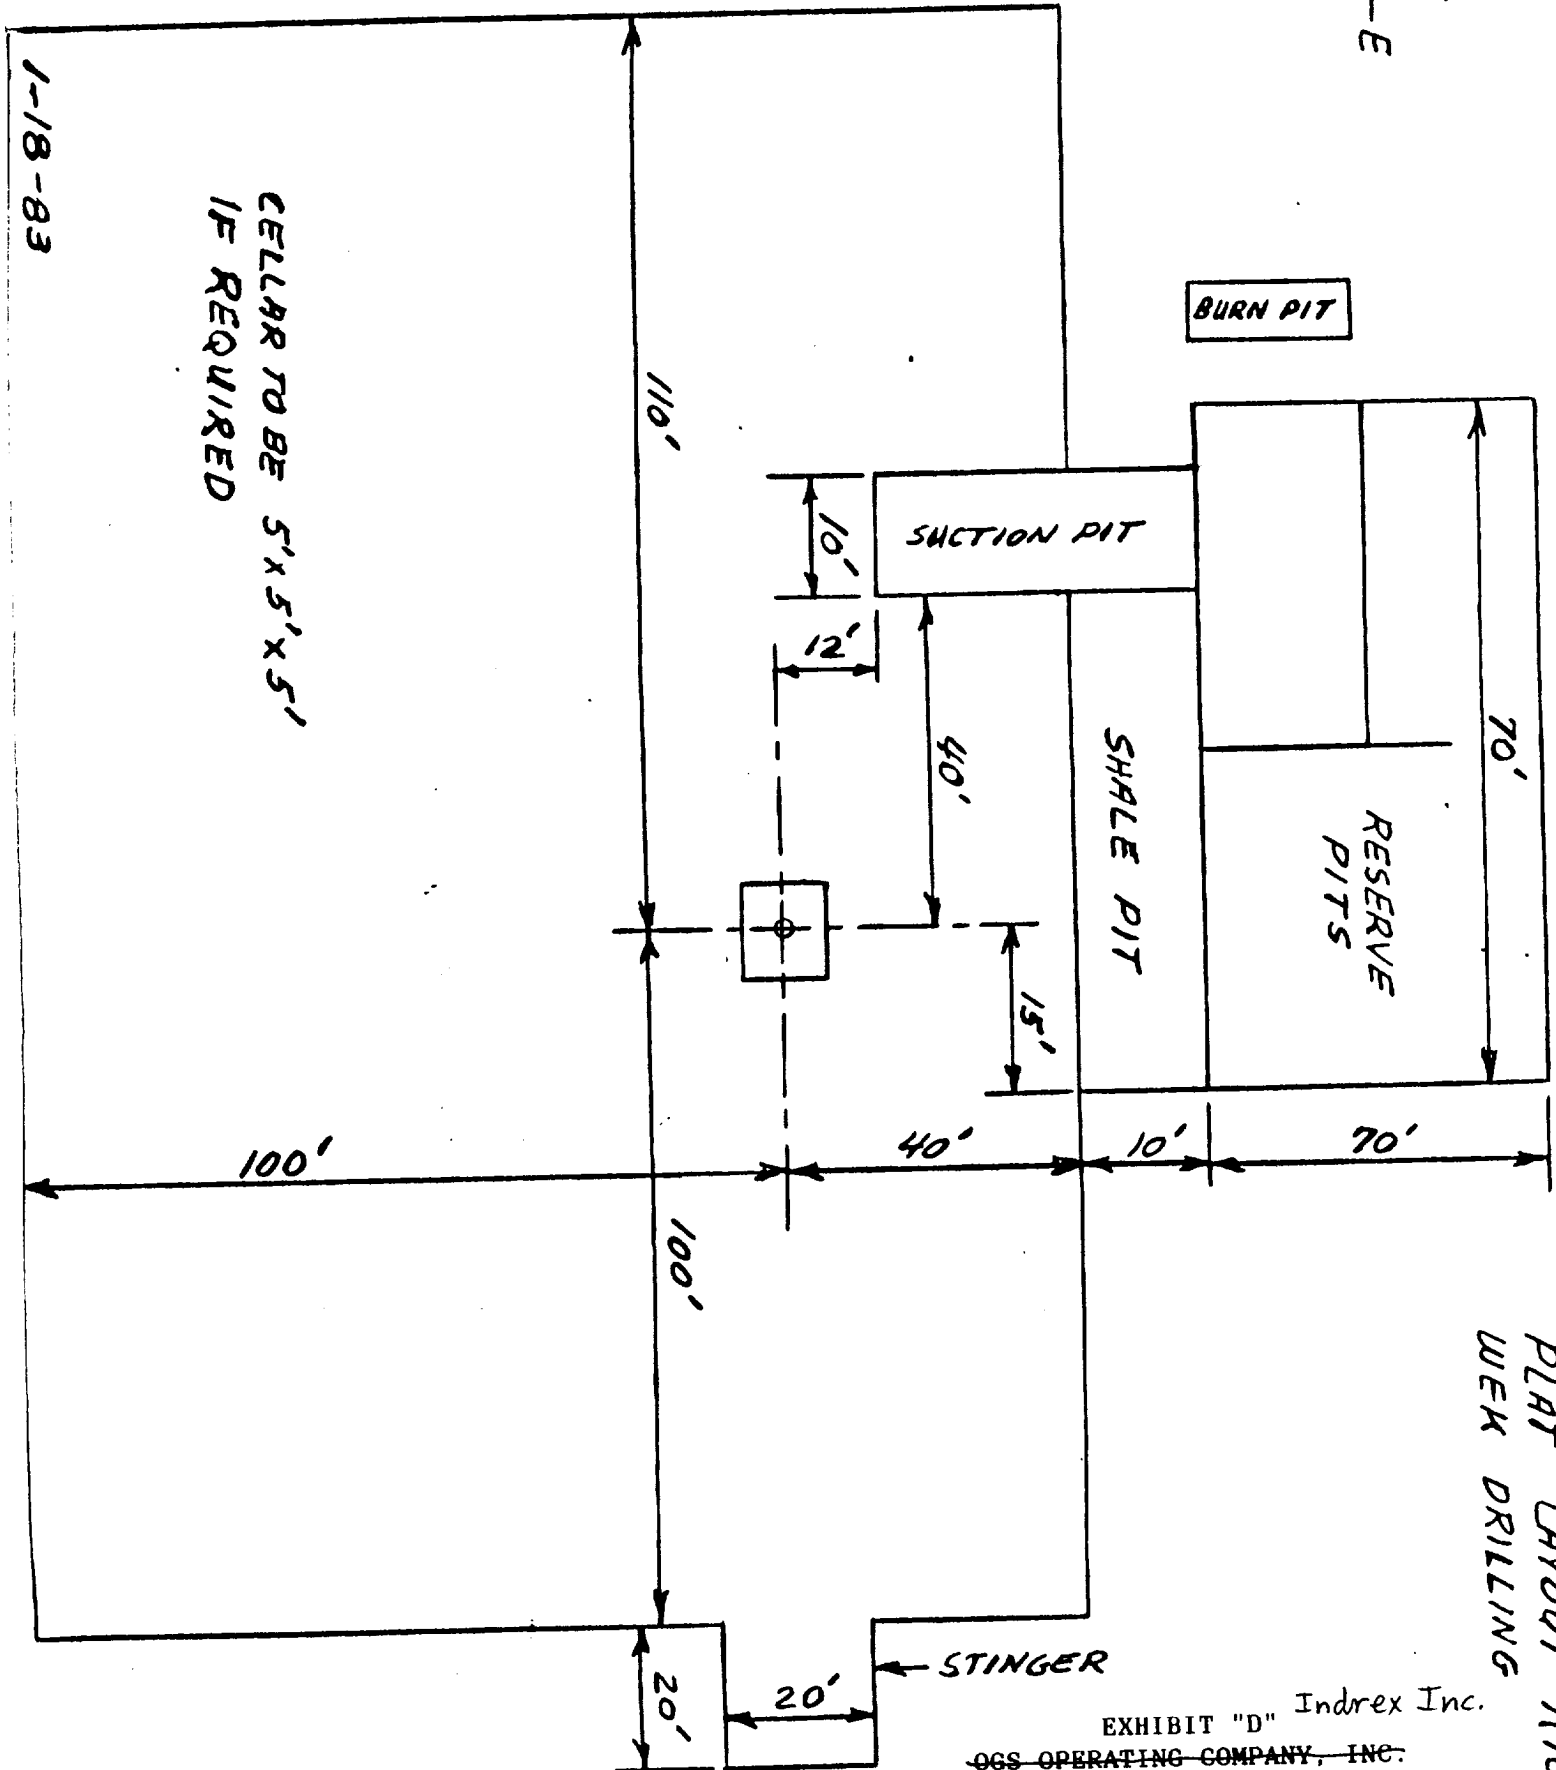 E
BURN PIT
1-18-83
CELLAR TO BE 5'x5'x5'
IF REQUIRED
110'
10'
SUCTION PIT
12'
40'
70'
SHALE PIT
RESERVE
PITS
15'
100'
40'
10'
70'
100'
PLAT LAYOUT
WEK DRILLING
STINGER
20'
20'
EXHIBIT "D" Indrex Inc.
OGS OPERATING COMPANY, INC.